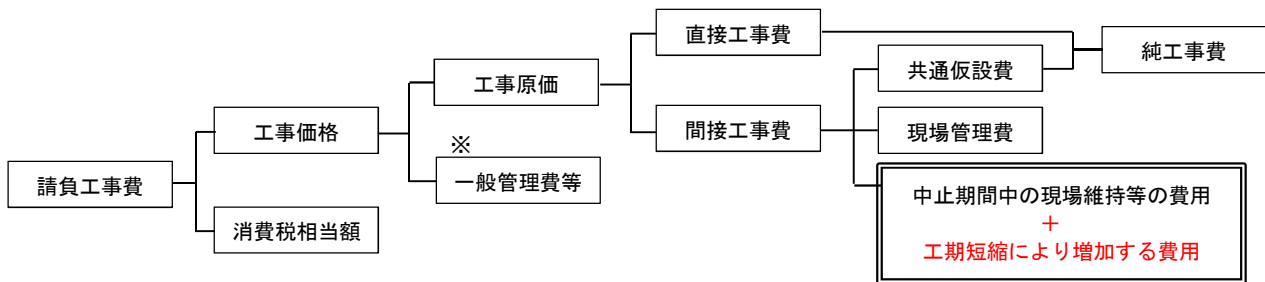 直接工事費
純工事費
共通仮設費
工事原価
工事価格
間接工事費
現場管理費
※
請負工事費
一般管理費等
中止期間中の現場維持等の費用
＋
消費税相当額
工期短縮により増加する費用